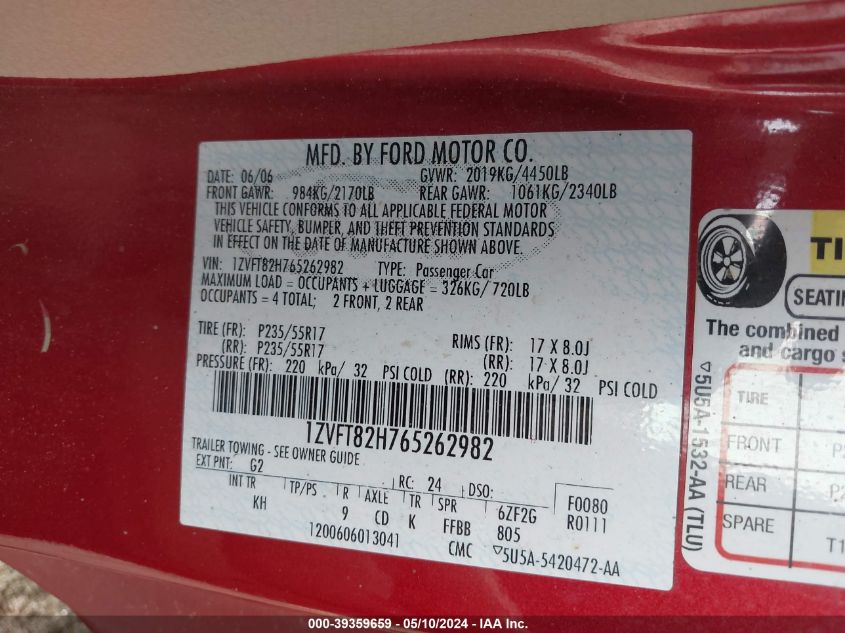 MFD. BY FORD MOTOR CO.
DATE: 06/06 GVWR: 2019KG/4450LB
FRONT GAWR: 984KG/2170LB REAR GAWR: 1061KG/2340LB
THIS VEHICLE CONFORMS TO ALL APPLICABLE FEDERAL MOTOR
VEHICLE SAFETY, BUMPER, AND THEFT PREVENTION STANDARDS
IN EFFECT ON THE DATE OF MANUFACTURE SHOWN ABOVE.
VIN: 1ZVFT82H765262982 TYPE: Passenger Car
MAXIMUM LOAD = OCCUPANTS + LUGGAGE = 326KG/720LB
OCCUPANTS = 4 TOTAL; 2 FRONT, 2 REAR
TIRE (FR): P235/55R17 RIMS (FR): 17 X 8.0J
(RR): P235/55R17 (RR): 17 X 8.0J
PRESSURE (FR): 220 kPa/ 32 PSI COLD (RR): 220 kPa/ 32 PSI COLD
1ZVFT82H765262982
TRAILER TOWING - SEE OWNER GUIDE
EXT PNT: G2 RC: 24 DSO: F0080
INT TR TP/PS R AXLE TR SPR 6ZF2G R0111
KH 9 CD K FFBB 805
1200606013041 CMC ▽5U5A-5420472-AA
TI
SEATIN
The combined
and cargo s
TIRE
FRONT P
REAR P
SPARE T1
▽5U5A-1532-AA (TLU)
000-39359659 - 05/10/2024 - IAA Inc.